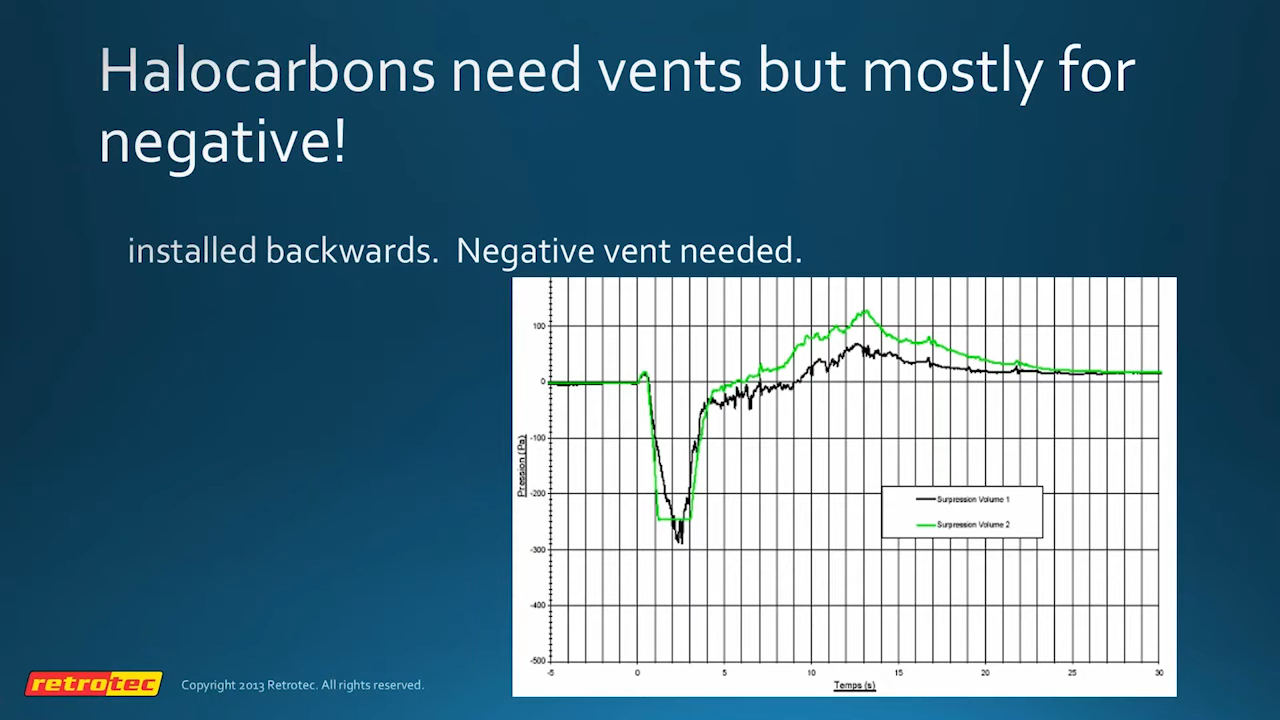 Halocarbons need vents but mostly for
negative!
installed backwards.  Negative vent needed.
100
0
-100
-200
-300
-400
-500
Pression (Pa)
Surpression Volume 1
Surpression Volume 2
-5 0 5 10 15 20 25 30
Temps (s)
retrotec
Copyright 2013 Retrotec. All rights reserved.